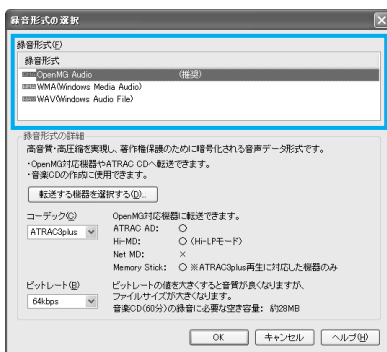 録音形式の選択
録音形式(F)
録音形式
OpenMG Audio (推奨)
WMA(Windows Media Audio)
WAV(Windows Audio File)
録音形式の詳細
高音質・高圧縮を実現し、著作権保護のために暗号化される音声データ形式です。
・OpenMG対応機器やATRAC CDへ転送できます。
・音楽CDの作成に使用できます。
転送する機器を選択する(D)...
コーデック(C)
ATRAC3plus
OpenMG対応機器に転送できます。
ATRAC AD: ○
Hi-MD: ○ (Hi-LPモード)
Net MD: ×
Memory Stick: ○ ※ATRAC3plus再生に対応した機器のみ
ビットレート(B)
64kbps
ビットレートの値を大きくすると音質が良くなりますが、
ファイルサイズが大きくなります。
音楽CD(60分)の録音に必要な空き容量: 約28MB
OK キャンセル ヘルプ(H)